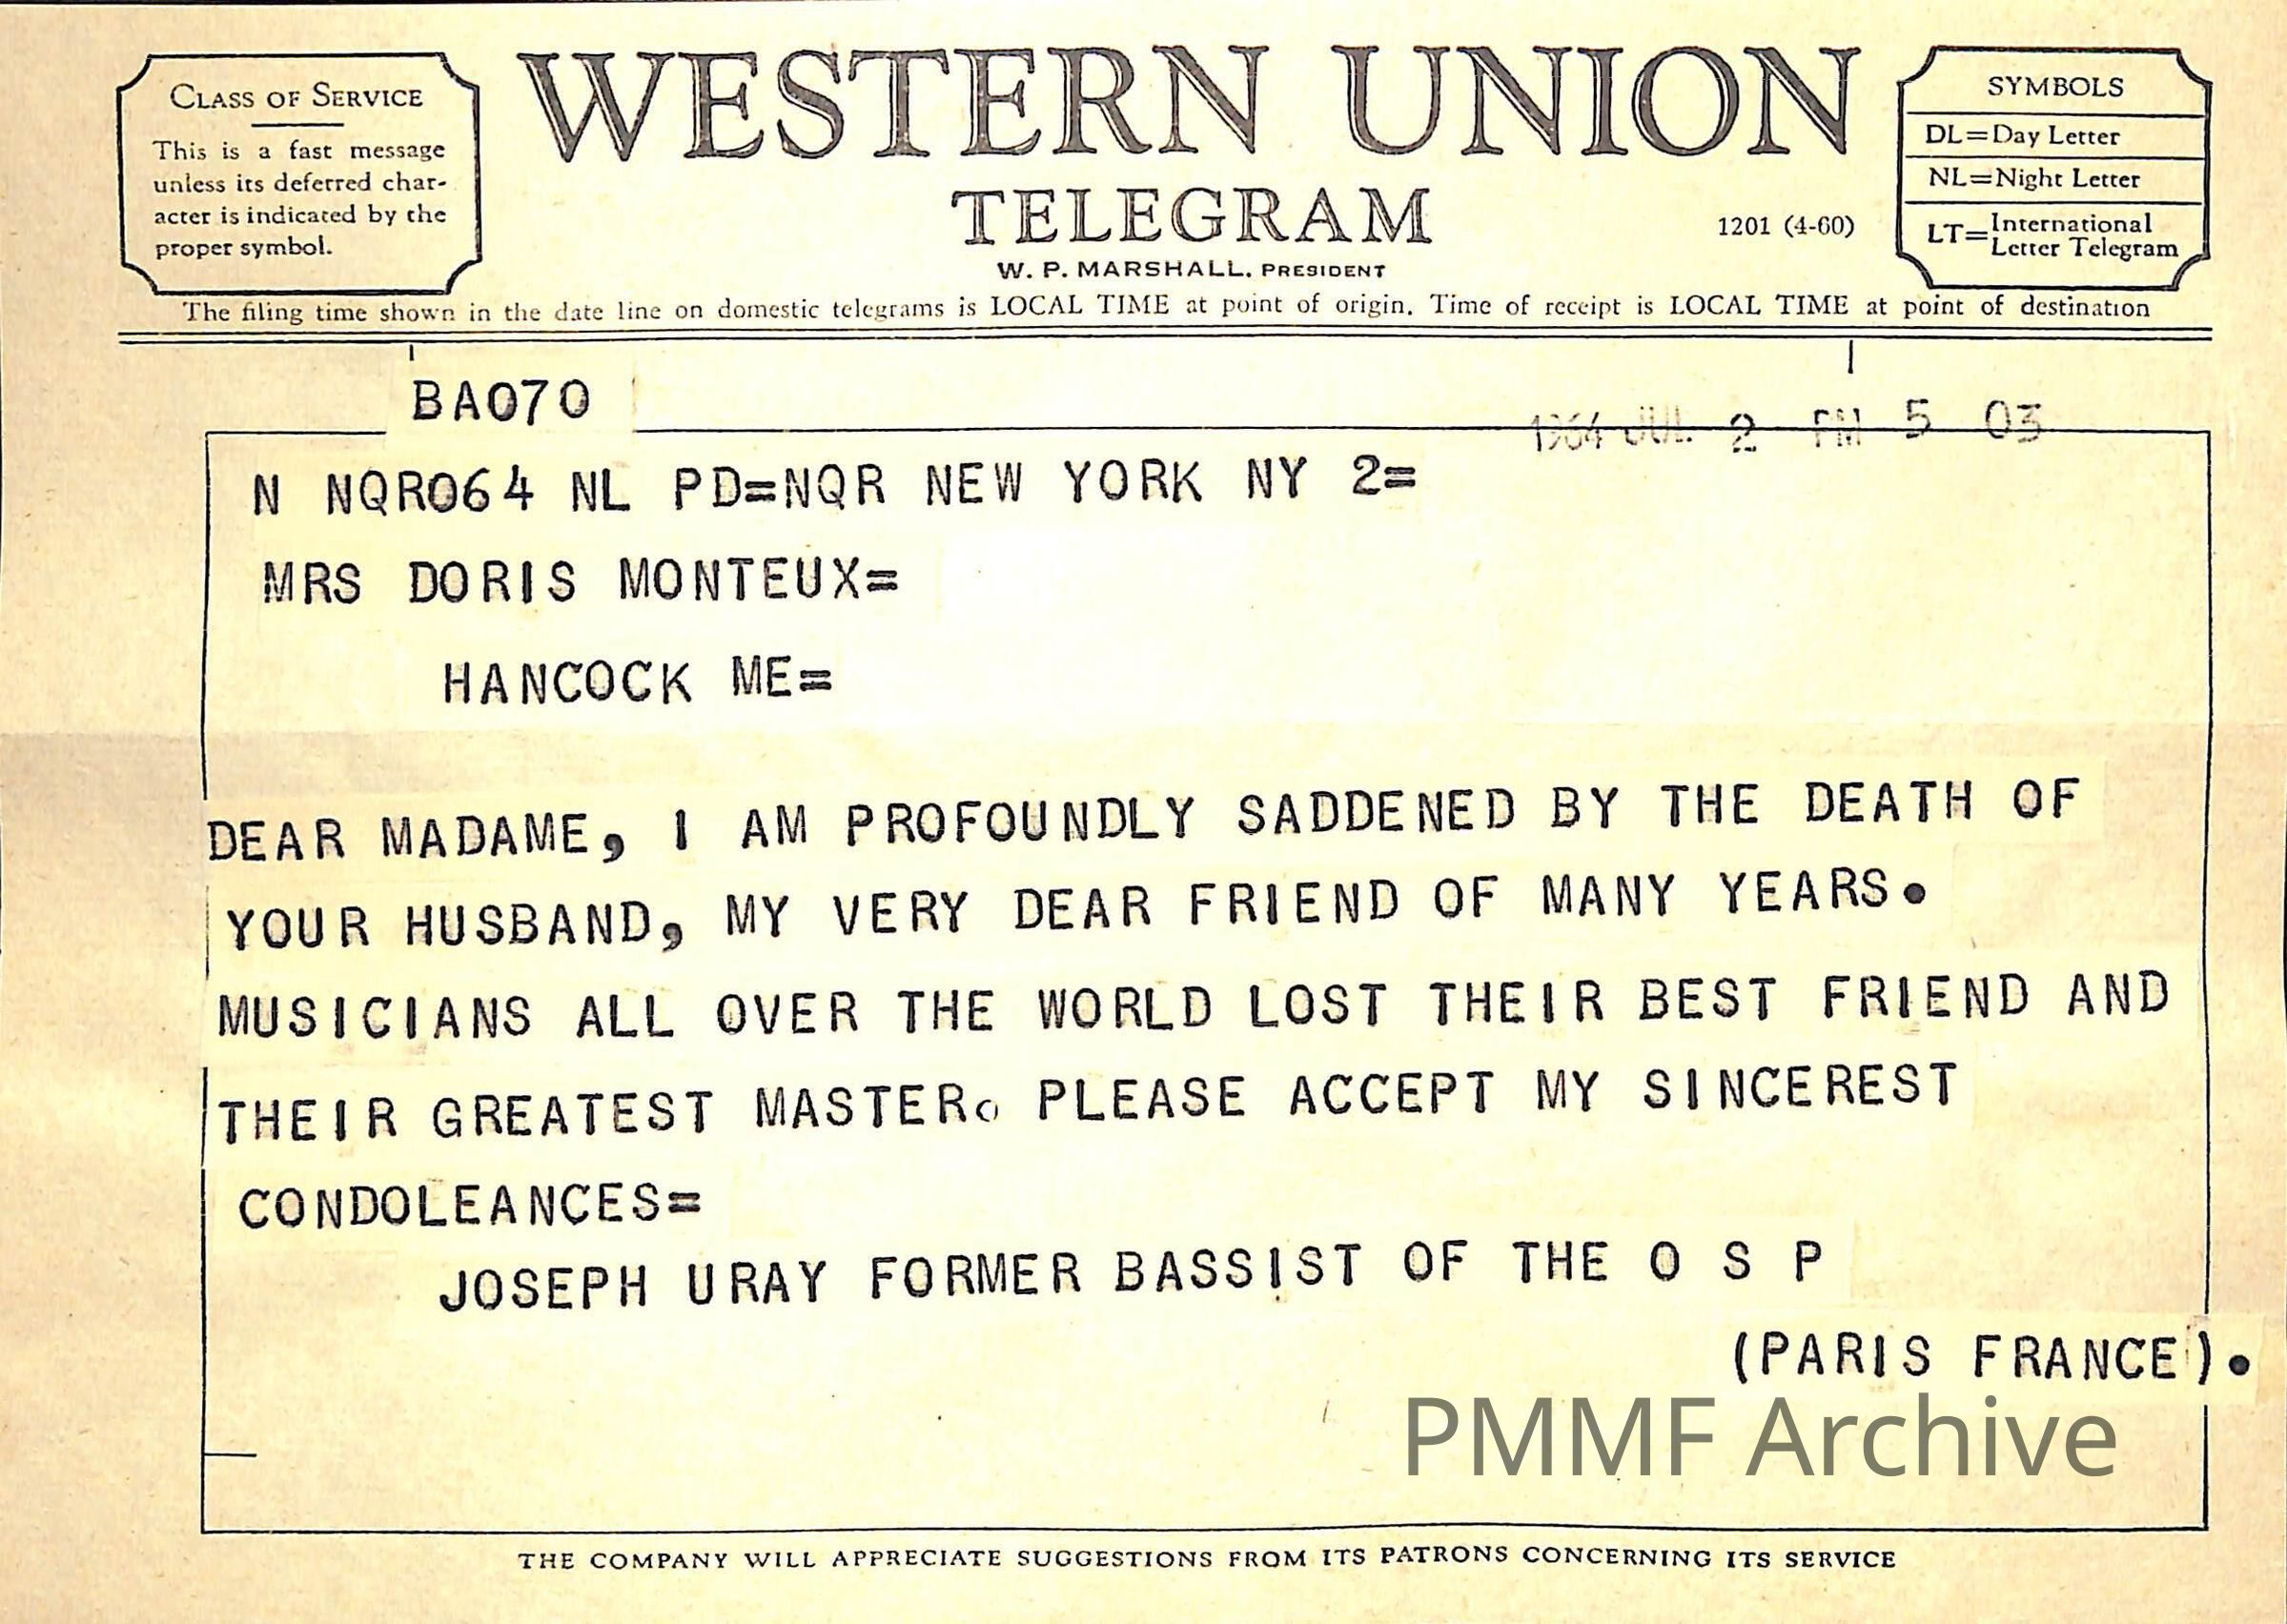 CLASS OF SERVICE
This is a fast message
unless its deferred char-
acter is indicated by the
proper symbol.
WESTERN UNION
TELEGRAM
1201 (4-60)
W. P. MARSHALL, PRESIDENT
SYMBOLS
DL=Day Letter
NL=Night Letter
LT=International Letter Telegram
The filing time shown in the date line on domestic telegrams is LOCAL TIME at point of origin. Time of receipt is LOCAL TIME at point of destination
BA070
1964 JUL 2 PM 5 03
N NQR064 NL PD=NQR NEW YORK NY 2=
MRS DORIS MONTEUX=
HANCOCK ME=
DEAR MADAME, I AM PROFOUNDLY SADDENED BY THE DEATH OF
YOUR HUSBAND, MY VERY DEAR FRIEND OF MANY YEARS.
MUSICIANS ALL OVER THE WORLD LOST THEIR BEST FRIEND AND
THEIR GREATEST MASTER. PLEASE ACCEPT MY SINCEREST
CONDOLEANCES=
JOSEPH URAY FORMER BASSIST OF THE O S P
(PARIS FRANCE).
PMMF Archive
THE COMPANY WILL APPRECIATE SUGGESTIONS FROM ITS PATRONS CONCERNING ITS SERVICE